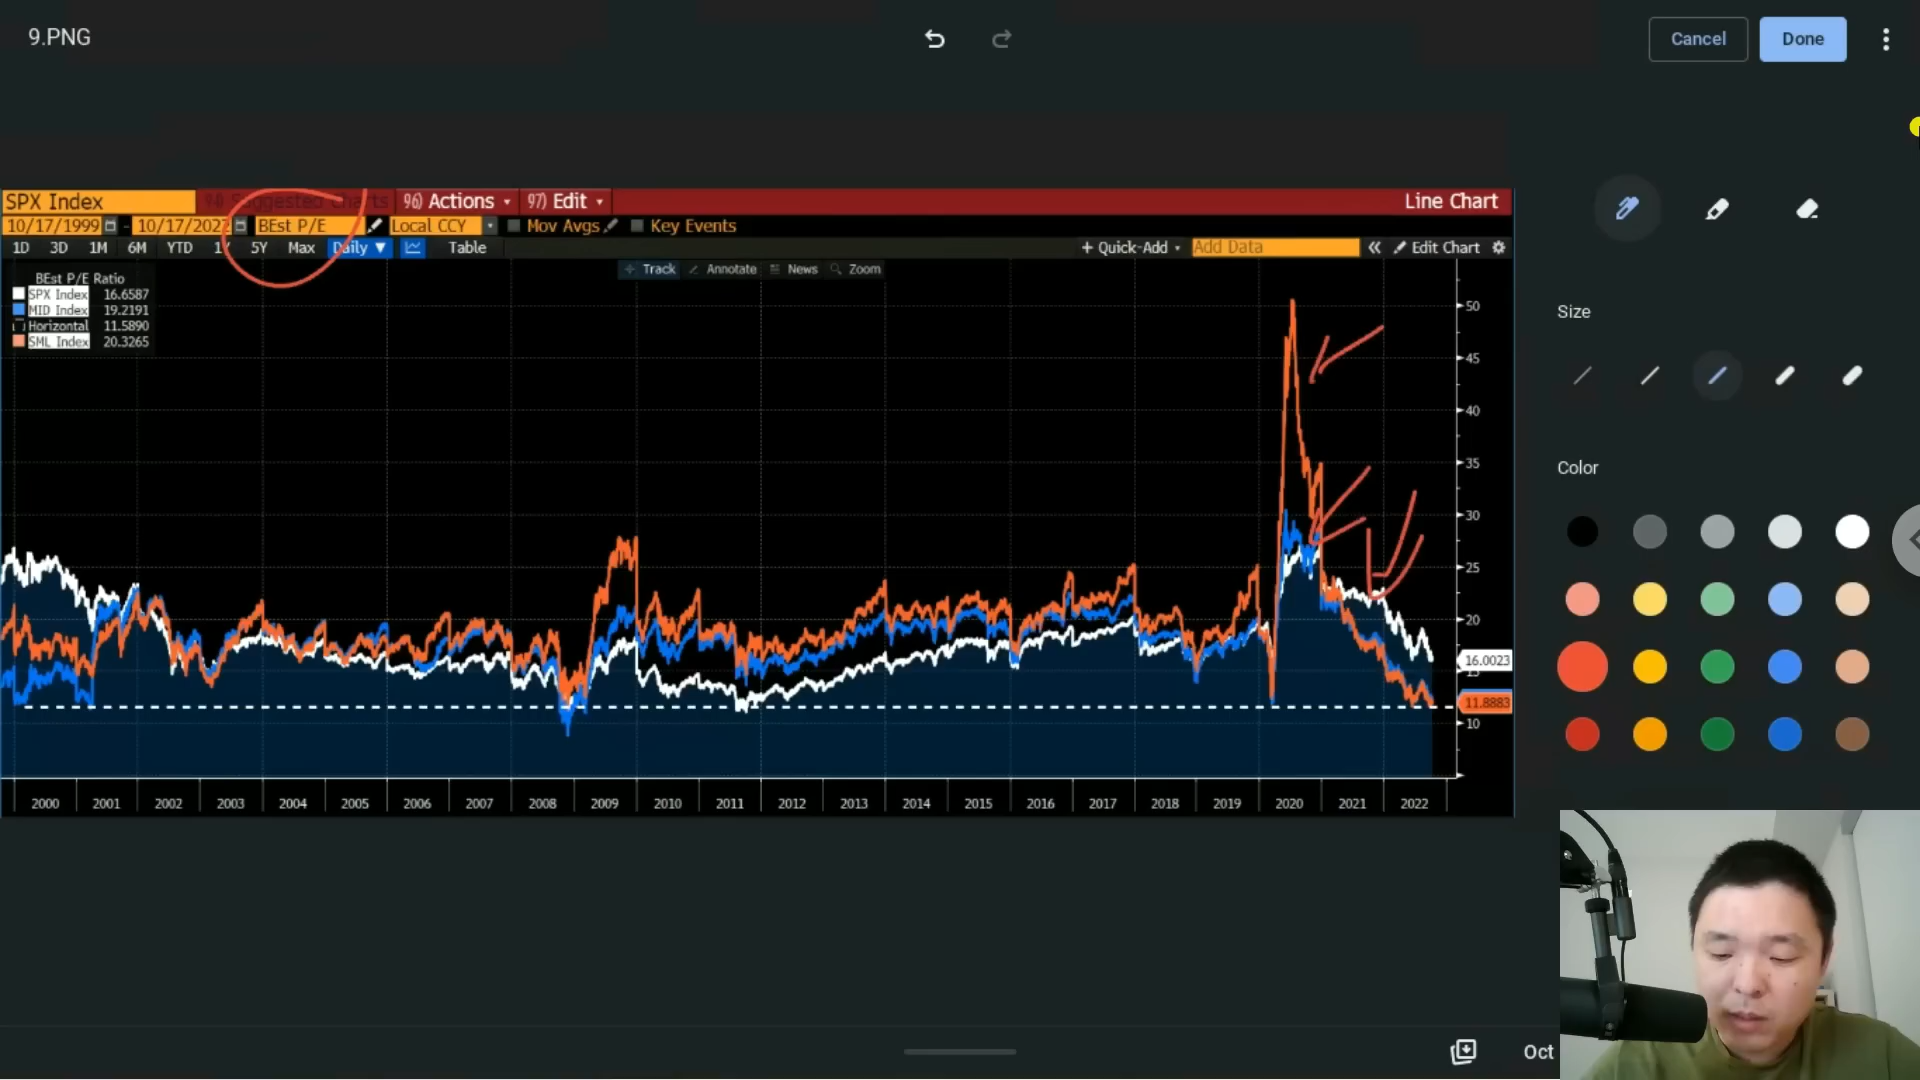 9.PNG
Cancel
Done
SPX Index
94) Suggested Charts
96) Actions
97) Edit
Line Chart
10/17/1999 - 10/17/2022
BEst P/E
Local CCY
Mov Avgs
Key Events
1D 3D 1M 6M YTD 1Y 5Y Max Daily ▼ Table
+ Quick-Add
Add Data
« Edit Chart
Track Annotate News Zoom
BEst P/E Ratio
SPX Index 16.6587
MID Index 19.2191
Horizontal 11.5890
SML Index 20.3265
50
45
40
35
30
25
20
16.0023
15
11.8883
10
2000 2001 2002 2003 2004 2005 2006 2007 2008 2009 2010 2011 2012 2013 2014 2015 2016 2017 2018 2019 2020 2021 2022
Size
Color
Oct